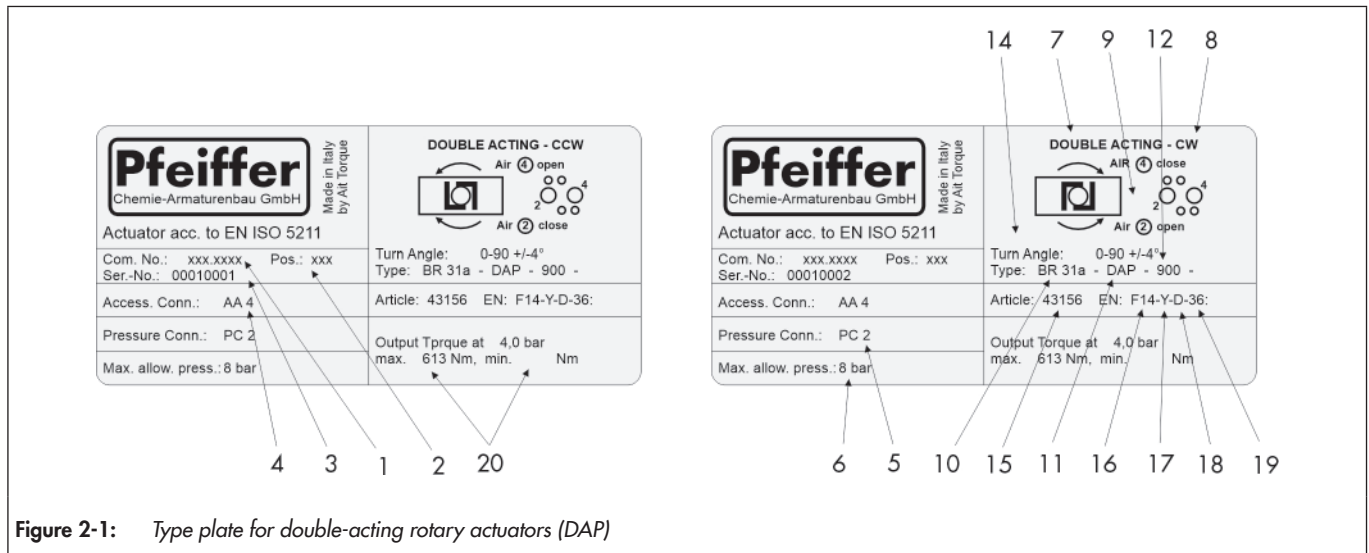 14 7 9 12 8
Pfeiffer
Chemie-Armaturenbau GmbH
Made in Italy
by Ait Torque
Actuator acc. to EN ISO 5211
Com. No.: xxx.xxxx Pos.: xxx
Ser.-No.: 00010001
Access. Conn.: AA 4
Pressure Conn.: PC 2
Max. allow. press.: 8 bar
DOUBLE ACTING - CCW
Air 4 open
4
2
Air 2 close
Turn Angle: 0-90 +/-4°
Type: BR 31a - DAP - 900 -
Article: 43156 EN: F14-Y-D-36:
Output Tprque at 4,0 bar
max. 613 Nm, min. Nm
4 3 1 2 20
Pfeiffer
Chemie-Armaturenbau GmbH
Made in Italy
by Ait Torque
Actuator acc. to EN ISO 5211
Com. No.: xxx.xxxx Pos.: xxx
Ser.-No.: 00010002
Access. Conn.: AA 4
Pressure Conn.: PC 2
Max. allow. press.: 8 bar
DOUBLE ACTING - CW
AIR 4 close
4
2
Air 2 open
Turn Angle: 0-90 +/-4°
Type: BR 31a - DAP - 900 -
Article: 43156 EN: F14-Y-D-36:
Output Torque at 4,0 bar
max. 613 Nm, min. Nm
6 5 10 15 11 16 17 18 19
Figure 2-1: Type plate for double-acting rotary actuators (DAP)